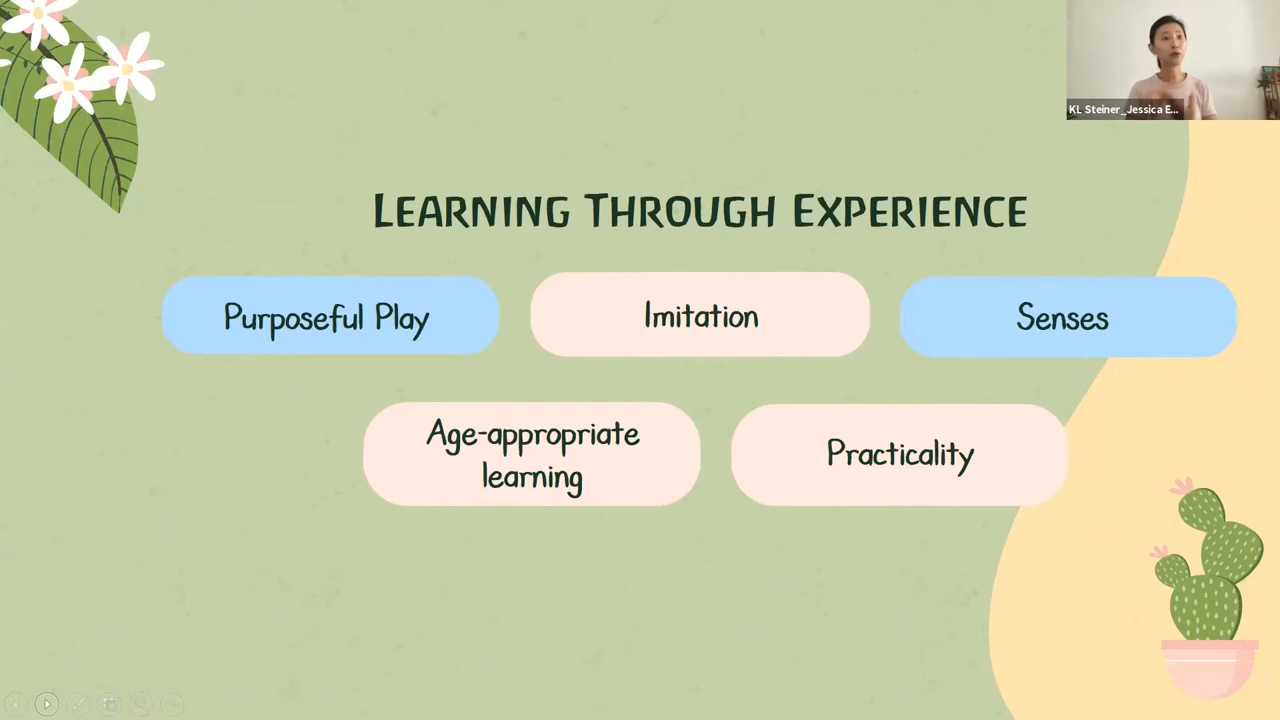 KL Steiner_Jessica E...
Learning Through Experience
Purposeful Play
Imitation
Senses
Age-appropriate
learning
Practicality